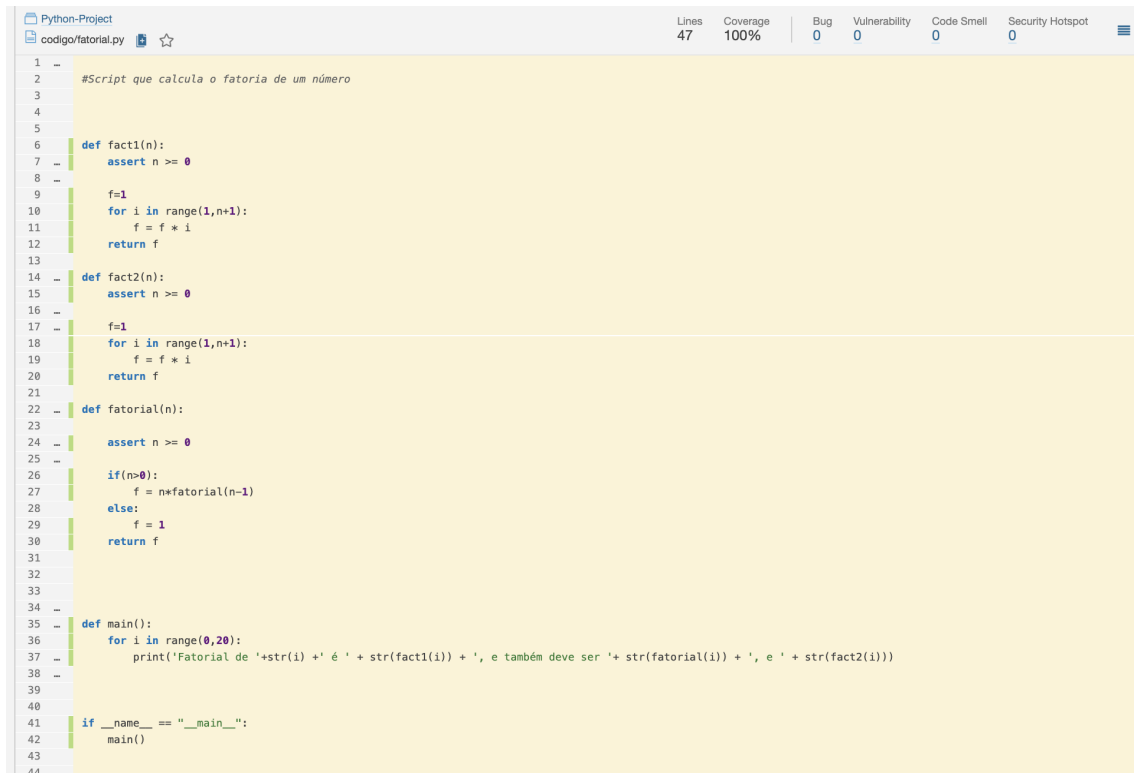 Python-Project
codigo/fatorial.py
Lines Coverage Bug Vulnerability Code Smell Security Hotspot
47 100% 0 0 0 0
1 …
2 #Script que calcula o fatoria de um número
3
4
5
6 def fact1(n):
7 … assert n >= 0
8 …
9 f=1
10 for i in range(1,n+1):
11 f = f * i
12 return f
13
14 … def fact2(n):
15 assert n >= 0
16 …
17 … f=1
18 for i in range(1,n+1):
19 f = f * i
20 return f
21
22 … def fatorial(n):
23
24 … assert n >= 0
25 …
26 if(n>0):
27 f = n*fatorial(n-1)
28 else:
29 f = 1
30 return f
31
32
33
34 …
35 … def main():
36 for i in range(0,20):
37 … print('Fatorial de '+str(i) +' é ' + str(fact1(i)) + ', e também deve ser '+ str(fatorial(i)) + ', e ' + str(fact2(i)))
38 …
39
40
41 if __name__ == "__main__":
42 main()
43
44